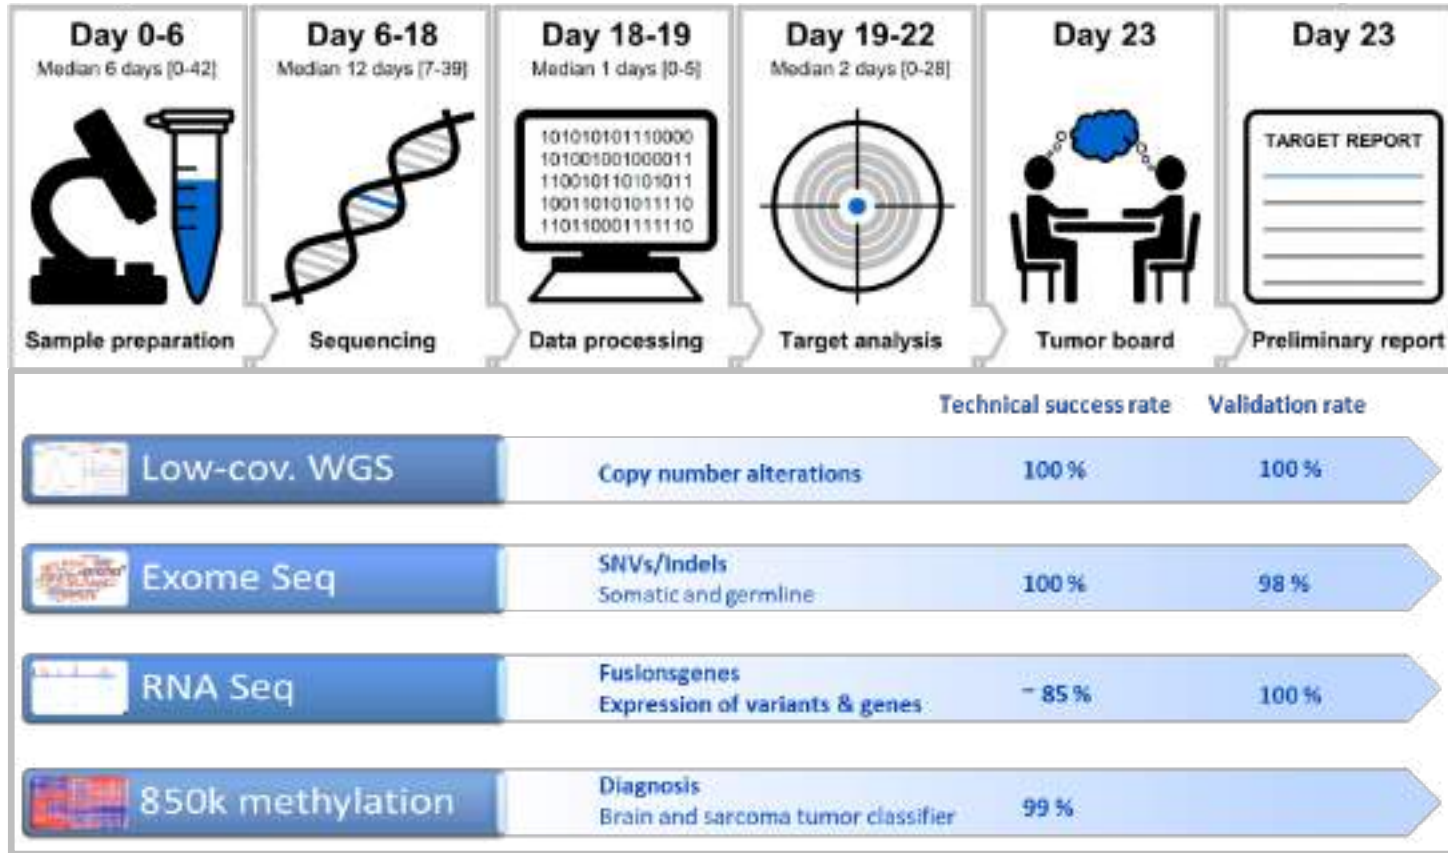 Day 0-6
Median 6 days [0-42]
Sample preparation
Day 6-18
Median 12 days [7-39]
Sequencing
Day 18-19
Median 1 days [0-5]
101010101110000
101001001000011
110010110101011
100110101011110
110110001111110
Data processing
Day 19-22
Median 2 days [0-28]
Target analysis
Day 23
Tumor board
Day 23
TARGET REPORT
Preliminary report
Technical success rate Validation rate
Low-cov. WGS Copy number alterations 100 % 100 %
Exome Seq
SNVs/Indels
Somatic and germline
100 % 98 %
RNA Seq
Fusionsgenes
Expression of variants & genes
~ 85 % 100 %
850k methylation
Diagnosis
Brain and sarcoma tumor classifier
99 %